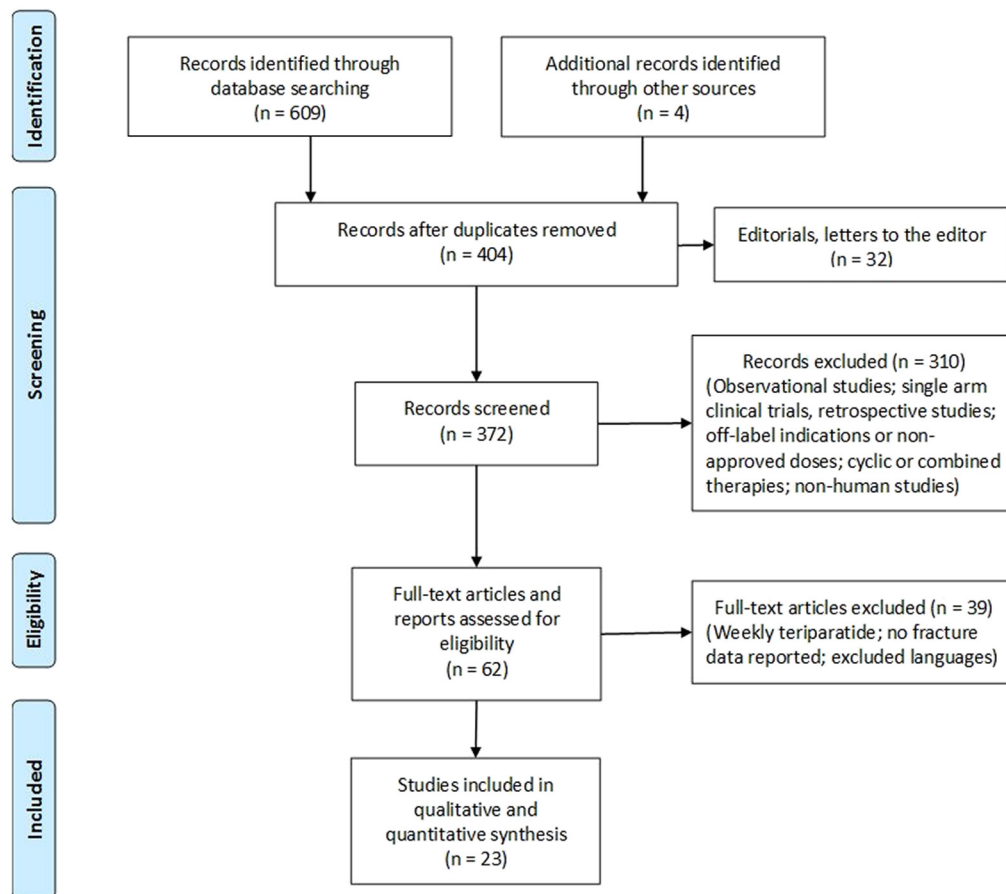 Identification
Records identified through
database searching
(n = 609)
Additional records identified
through other sources
(n = 4)
Screening
Records after duplicates removed
(n = 404)
Editorials, letters to the editor
(n = 32)
Records screened
(n = 372)
Records excluded (n = 310)
(Observational studies; single arm
clinical trials, retrospective studies;
off-label indications or non-
approved doses; cyclic or combined
therapies; non-human studies)
Eligibility
Full-text articles and
reports assessed for
eligibility
(n = 62)
Full-text articles excluded (n = 39)
(Weekly teriparatide; no fracture
data reported; excluded languages)
Included
Studies included in
qualitative and
quantitative synthesis
(n = 23)